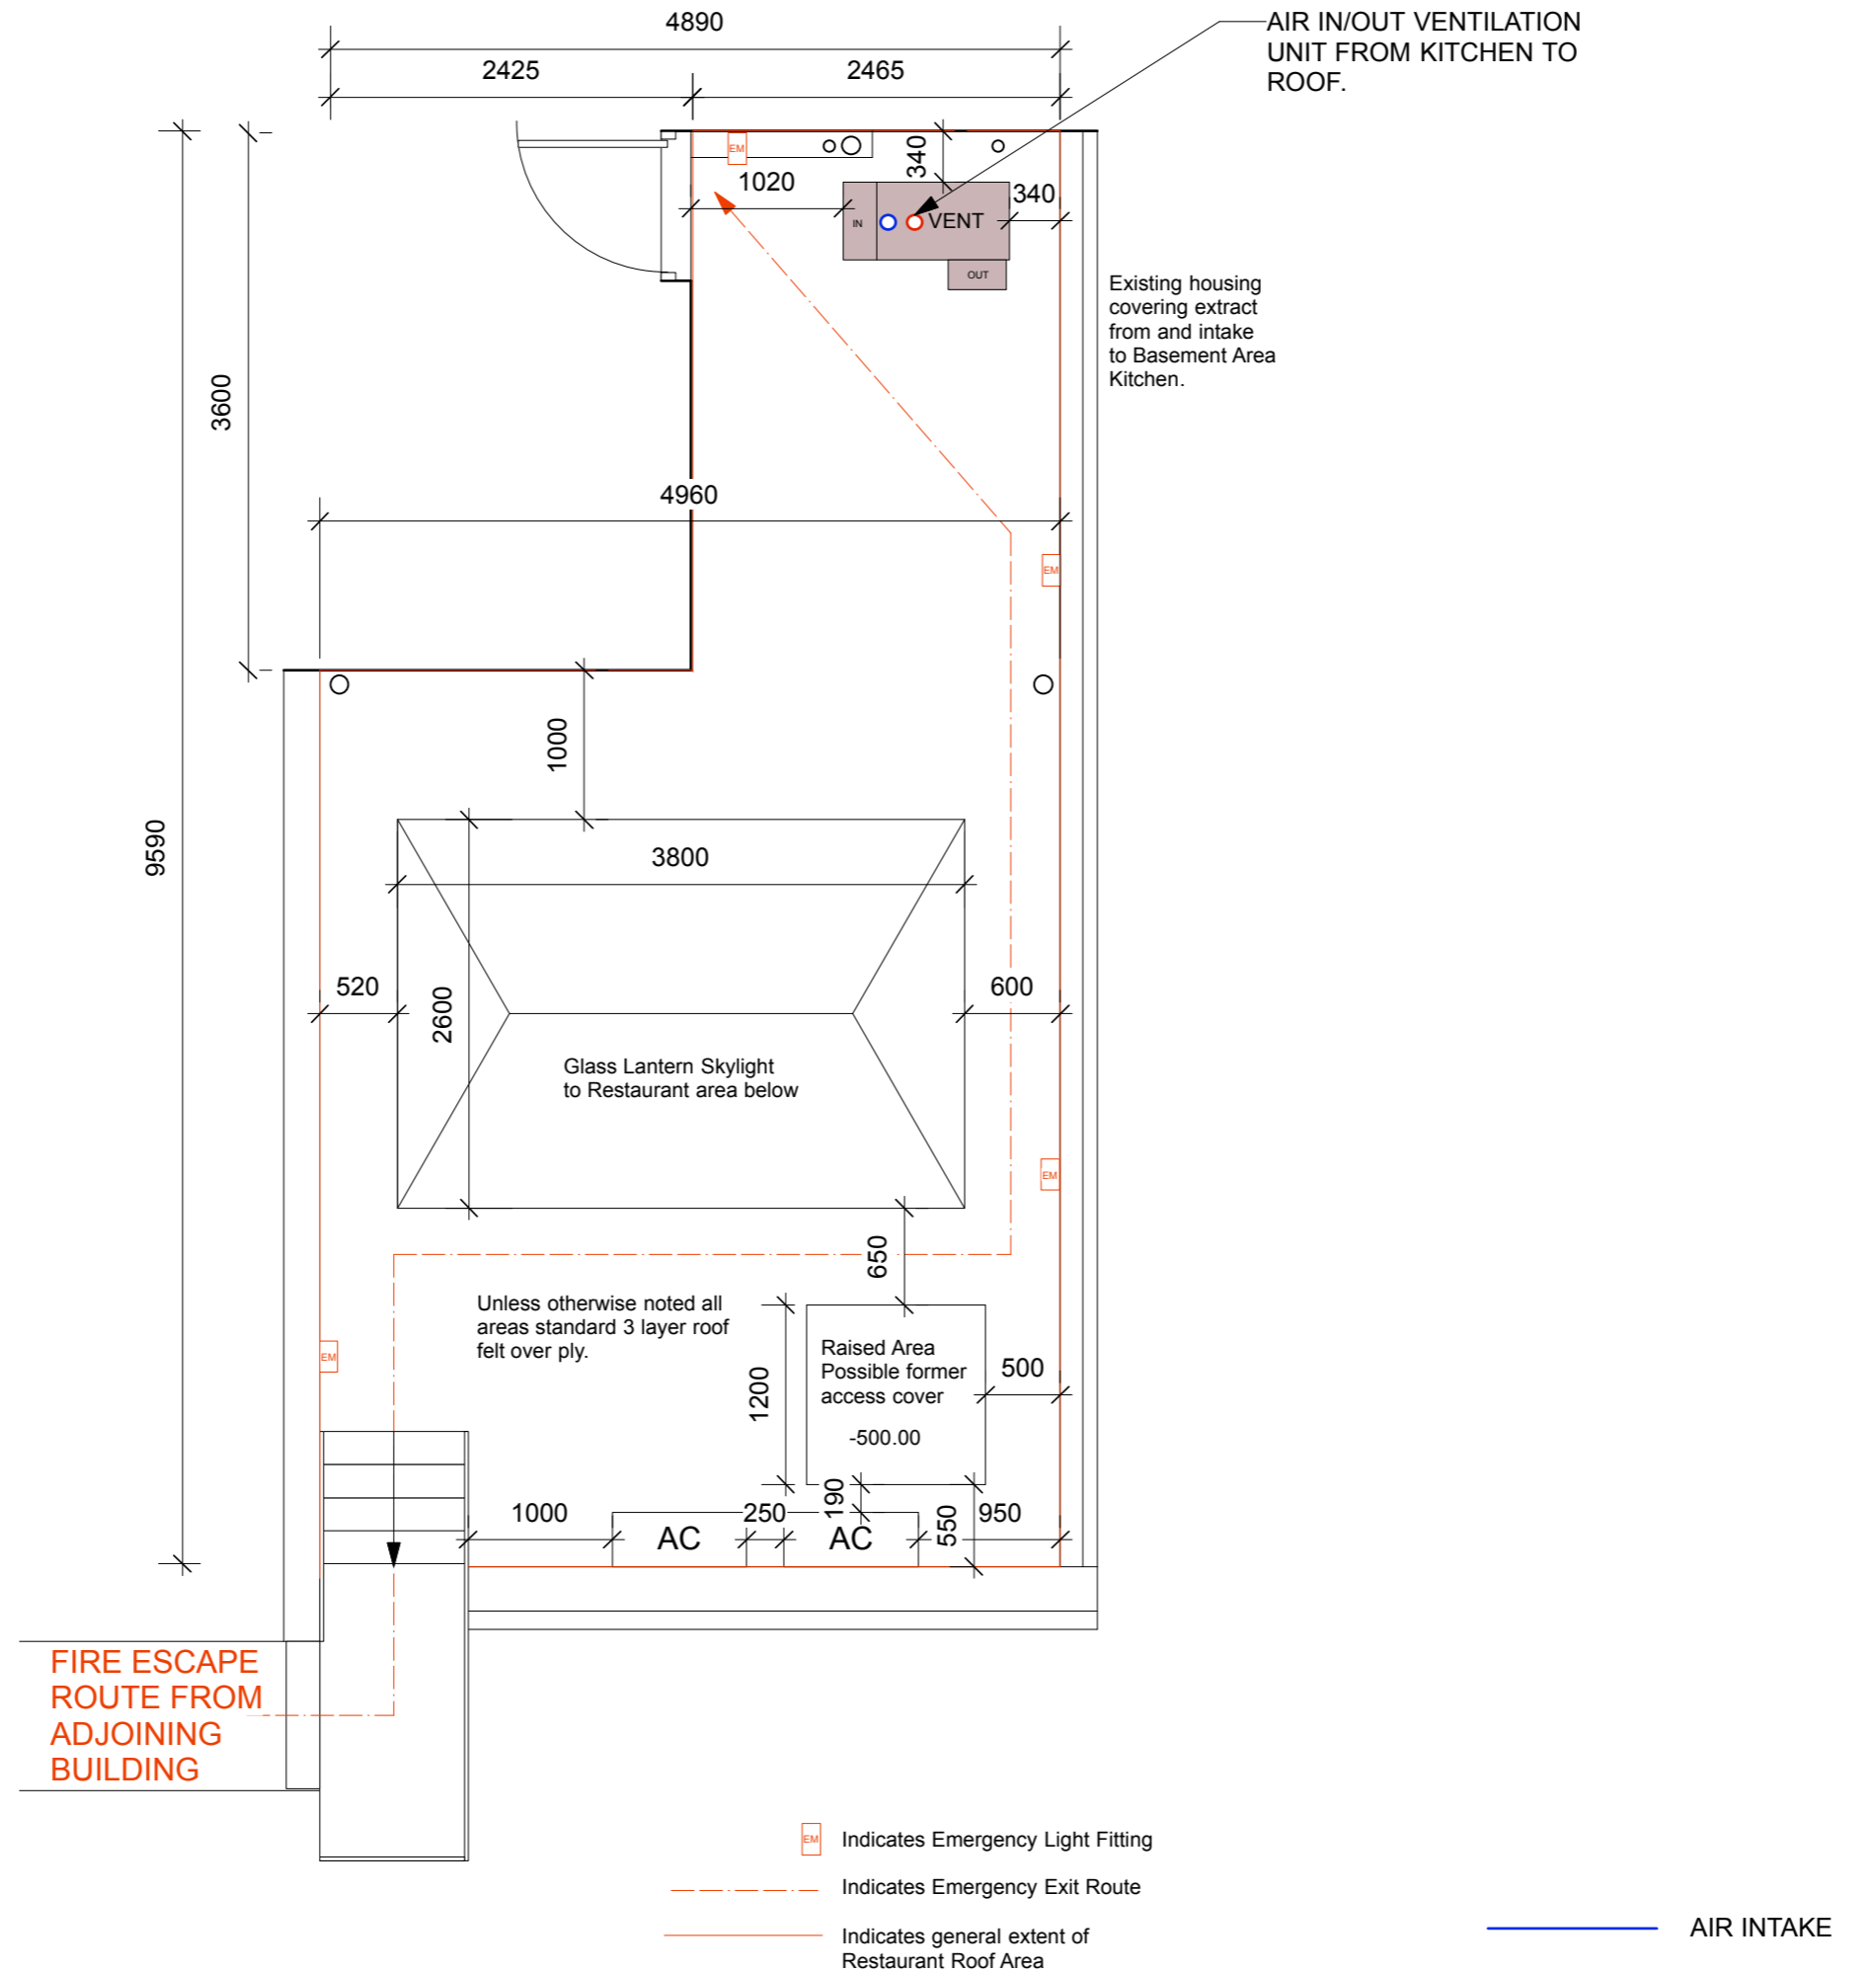 4890
2425
2465
AIR IN/OUT VENTILATION
UNIT FROM KITCHEN TO
ROOF.
EM
340
1020
340
IN
VENT
OUT
Existing housing
covering extract
from and intake
to Basement Area
Kitchen.
3600
4960
EM
1000
9590
3800
520
2600
600
Glass Lantern Skylight
to Restaurant area below
EM
650
Unless otherwise noted all
areas standard 3 layer roof
felt over ply.
EM
Raised Area
Possible former
access cover
-500.00
1200
500
190
1000
250
550
950
AC
AC
FIRE ESCAPE
ROUTE FROM
ADJOINING
BUILDING
EM
Indicates Emergency Light Fitting
Indicates Emergency Exit Route
Indicates general extent of
Restaurant Roof Area
AIR INTAKE